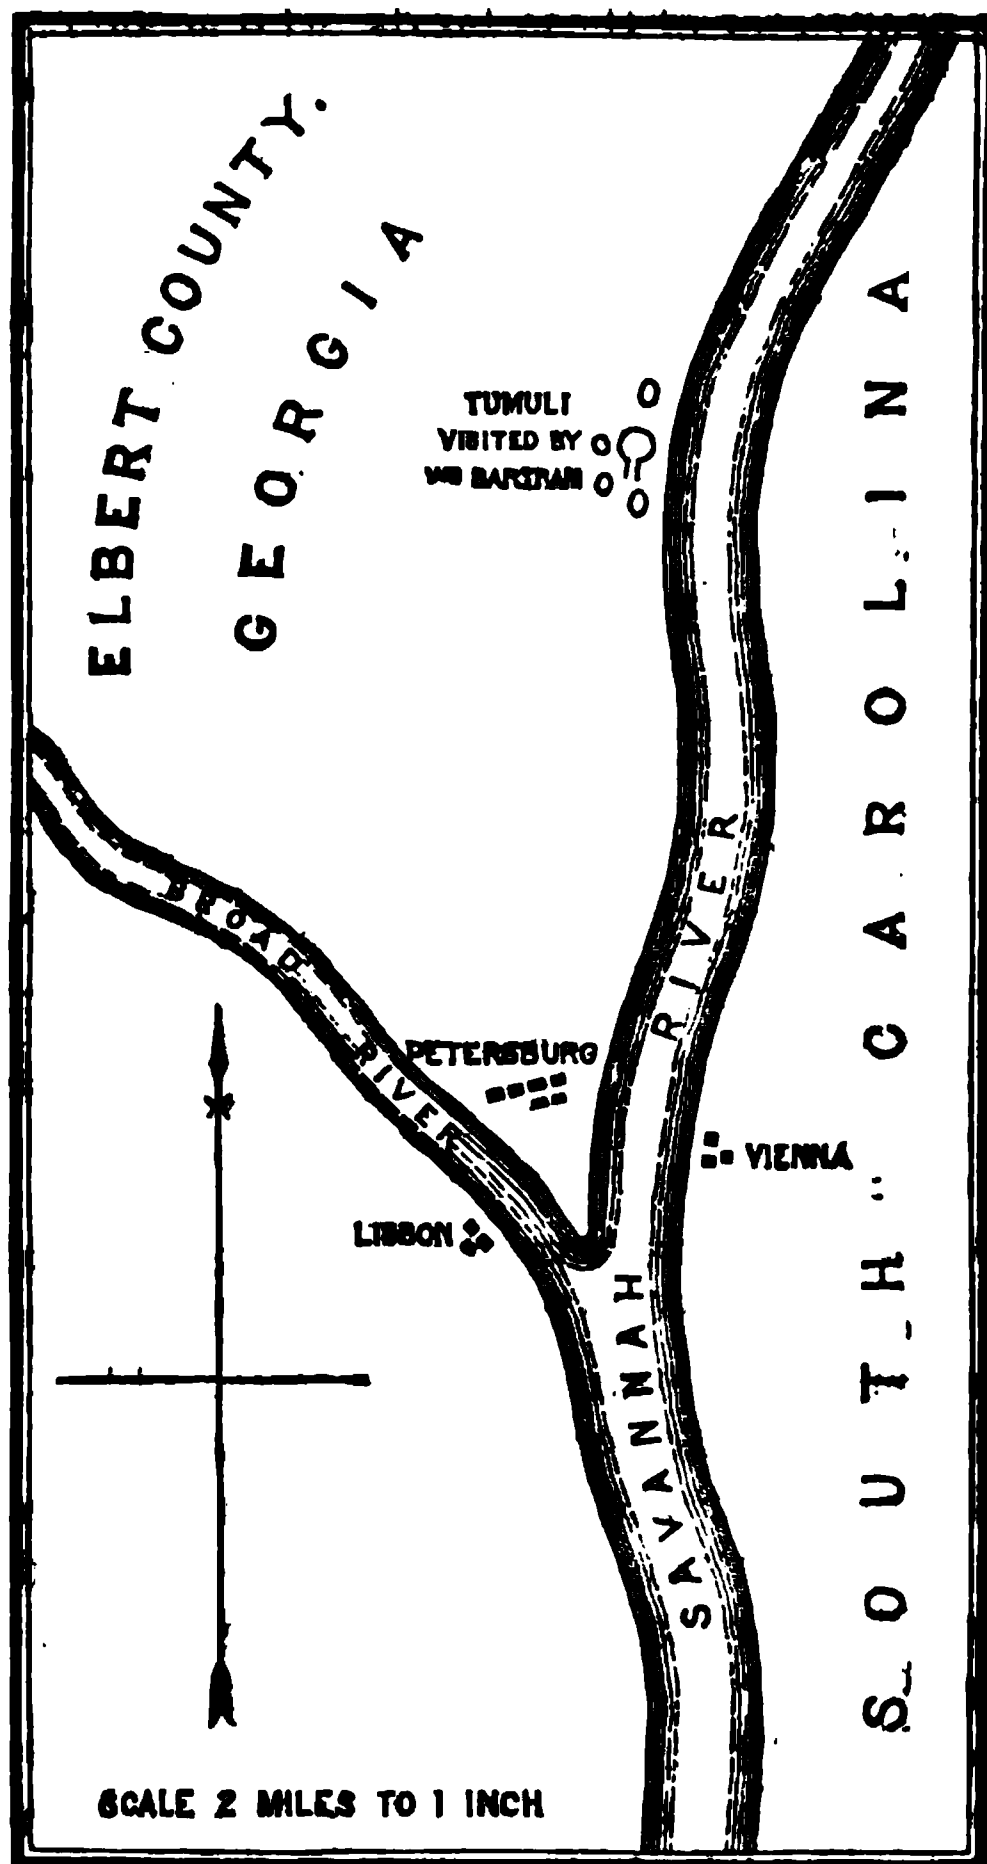 ELBERT COUNTY.
GEORGIA
TUMULI
VISITED BY
WM BARTRAM
SOUTH CAROLINA
BROAD RIVER
SAVANNAH RIVER
PETERSBURG
VIENNA
LISBON
SCALE 2 MILES TO 1 INCH